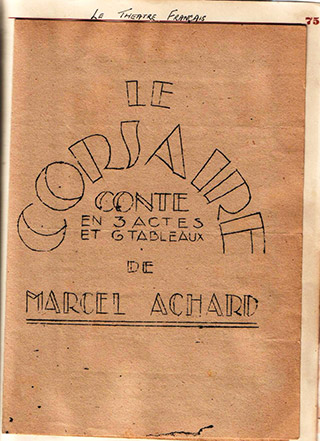 Le Theatre Français
75
LE
CORSAIRE
CONTE
EN 3 ACTES
ET 6 TABLEAUX
DE
MARCEL ACHARD